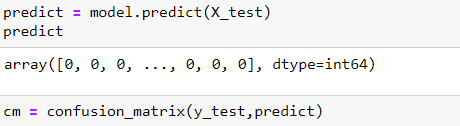 predict = model.predict(X_test)
predict
array([0, 0, 0, ..., 0, 0, 0], dtype=int64)
cm = confusion_matrix(y_test,predict)